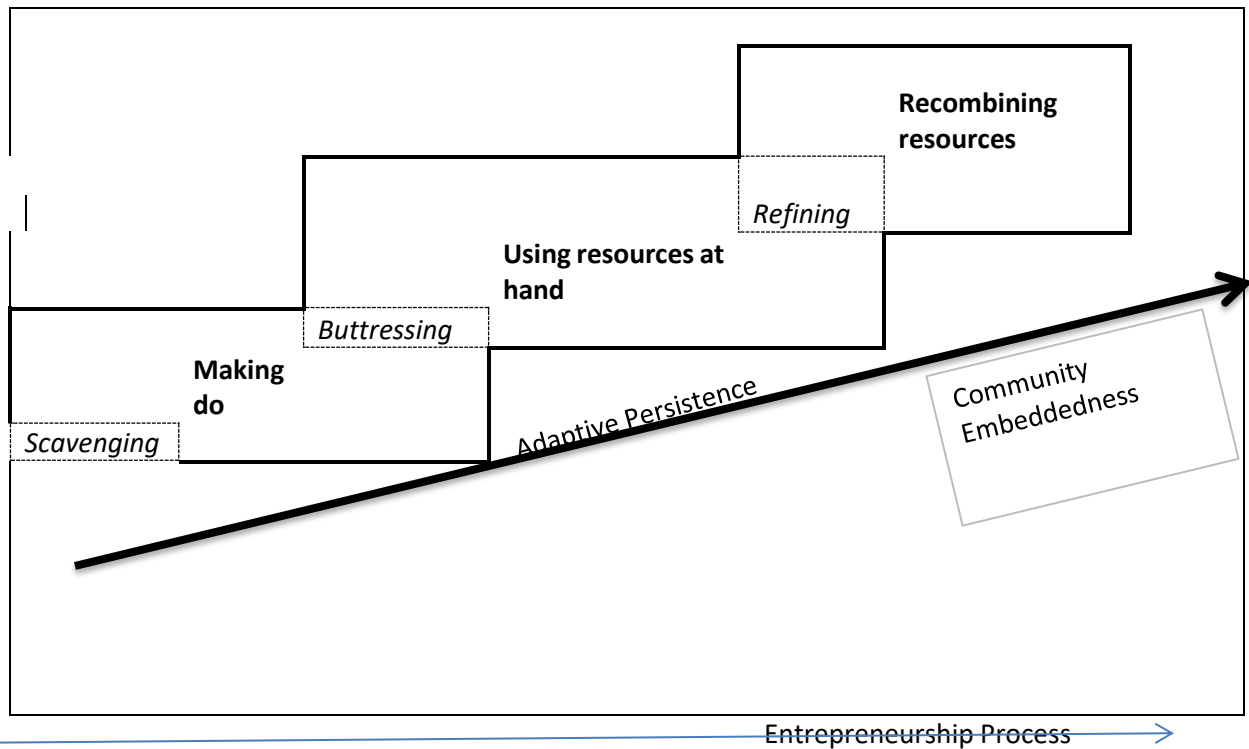 Recombining
resources
Refining
Using resources at
hand
Buttressing
Making
do
Scavenging
Adaptive Persistence
Community
Embeddedness
Entrepreneurship Process